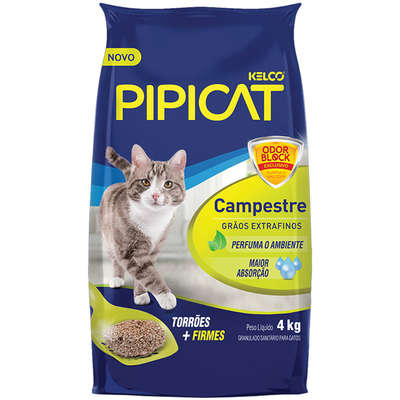 NOVO
KELCO
PIPICAT
ODOR
BLOCK
EXCLUSIVO
Campestre
GRÃOS EXTRAFINOS
PERFUMA O AMBIENTE
MAIOR
ABSORÇÃO
TORRÕES
+ FIRMES
Peso Líquido 4 kg
GRANULADO SANITÁRIO PARA GATOS